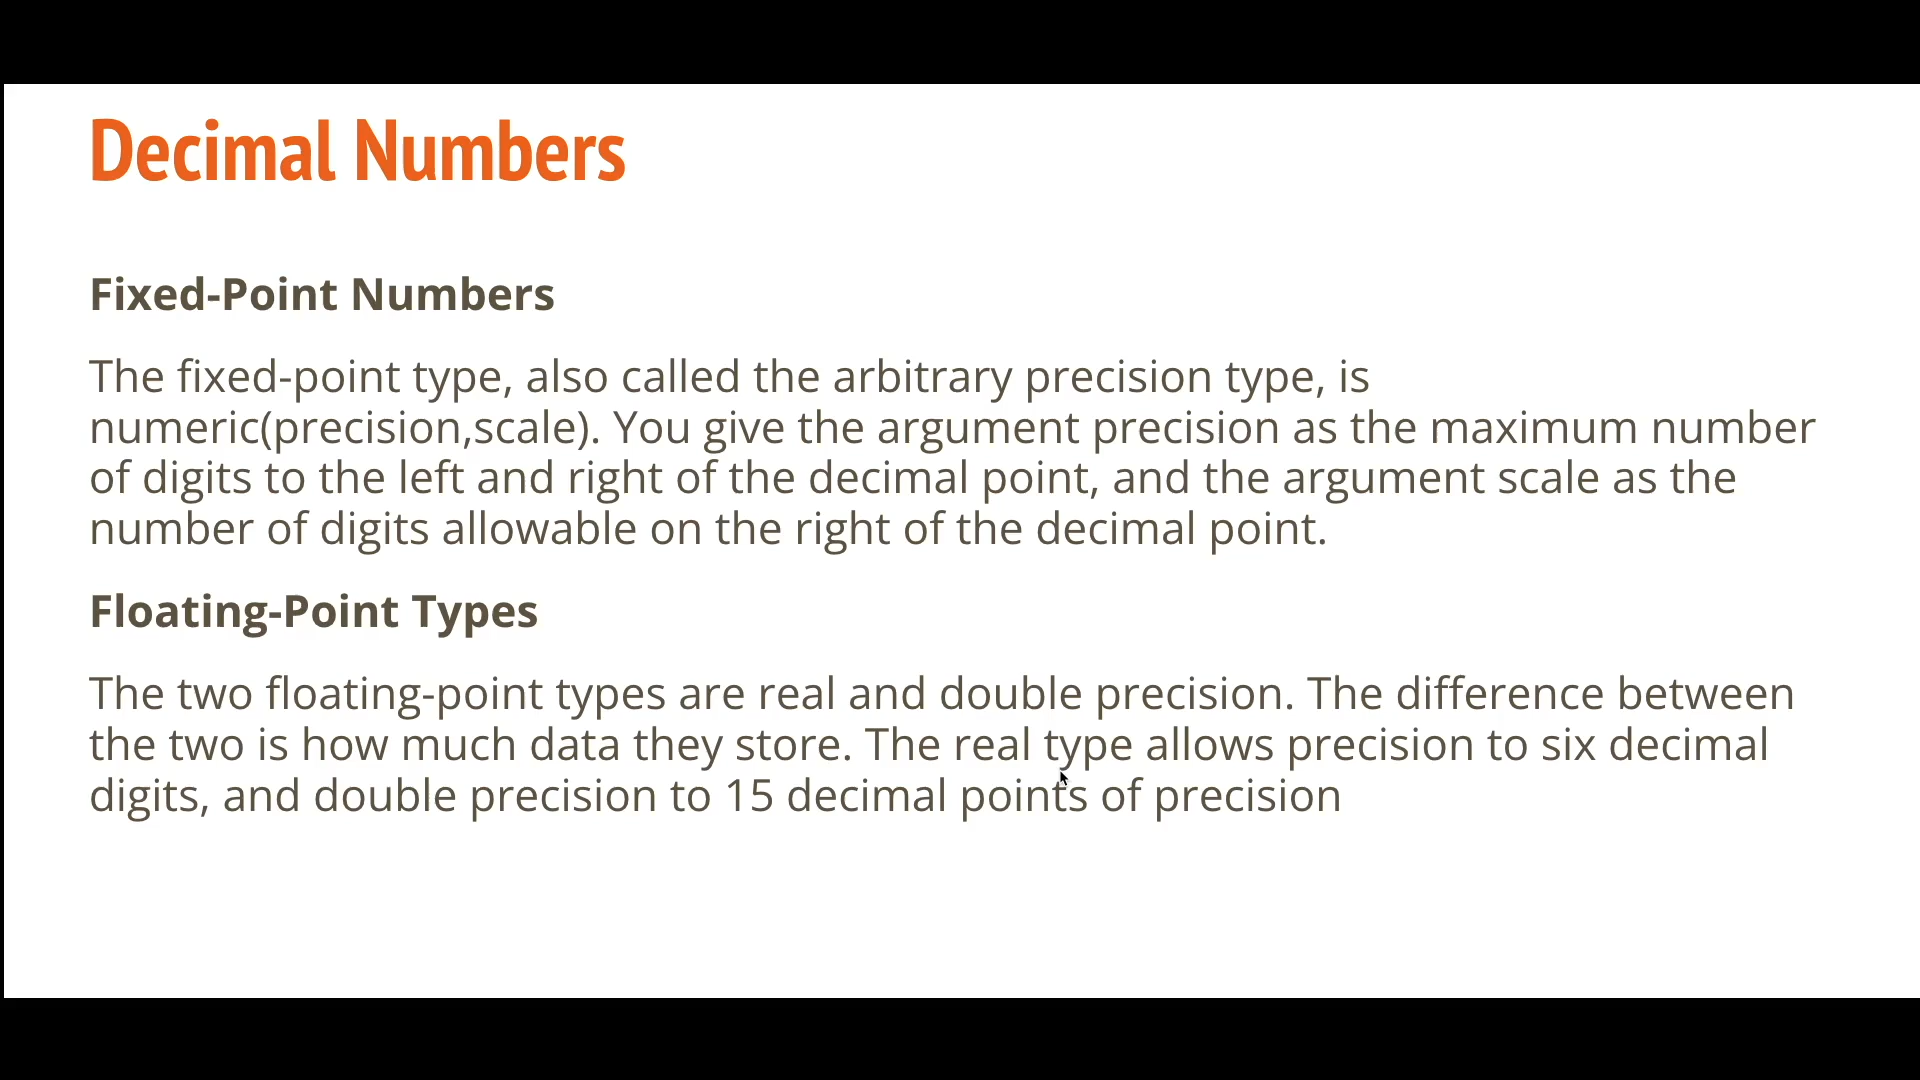 Decimal Numbers
Fixed-Point Numbers
The fixed-point type, also called the arbitrary precision type, is
numeric(precision,scale). You give the argument precision as the maximum number
of digits to the left and right of the decimal point, and the argument scale as the
number of digits allowable on the right of the decimal point.
Floating-Point Types
The two floating-point types are real and double precision. The difference between
the two is how much data they store. The real type allows precision to six decimal
digits, and double precision to 15 decimal points of precision